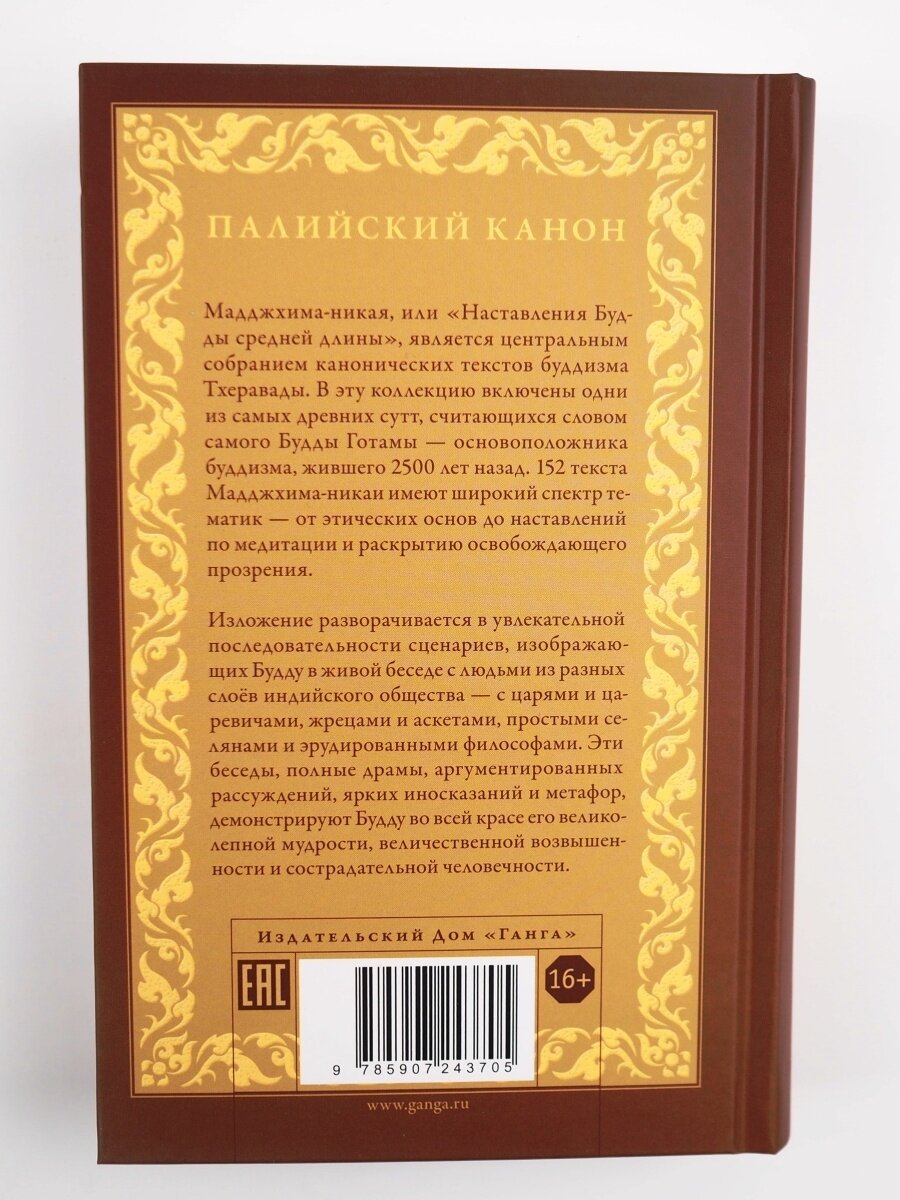 ПАЛИЙСКИЙ КАНОН
Мадджхима-никая, или «Наставления Буд-
ды средней длины», является центральным
собранием канонических текстов буддизма
Тхеравады. В эту коллекцию включены одни
из самых древних сутт, считающихся словом
самого Будды Готамы — основоположника
буддизма, жившего 2500 лет назад. 152 текста
Мадджхима-никаи имеют широкий спектр те-
матик — от этических основ до наставлений
по медитации и раскрытию освобождающего
прозрения.
Изложение разворачивается в увлекательной
последовательности сценариев, изображаю-
щих Будду в живой беседе с людьми из разных
слоёв индийского общества — с царями и ца-
ревичами, жрецами и аскетами, простыми се-
лянами и эрудированными философами. Эти
беседы, полные драмы, аргументированных
рассуждений, ярких иносказаний и метафор,
демонстрируют Будду во всей красе его велико-
лепной мудрости, величественной возвышен-
ности и сострадательной человечности.
Издательский Дом «Ганга»
EAC
16+
9 785907 243705
www.ganga.ru